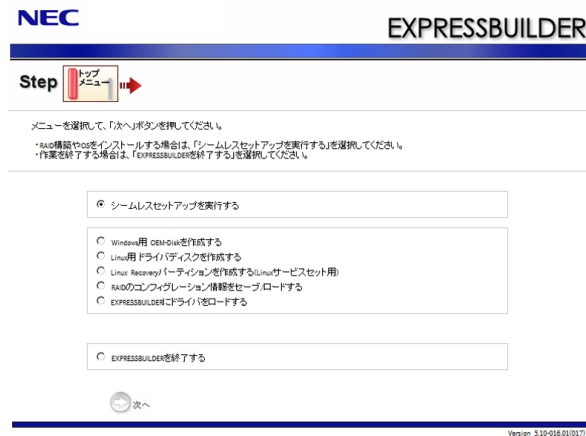 NEC
EXPRESSBUILDER
Step
トップ
メニュー
メニューを選択して、「次へ」ボタンを押してください。
・RAID構築やOSをインストールする場合は、「シームレスセットアップを実行する」を選択してください。
・作業を終了する場合は、「EXPRESSBUILDERを終了する」を選択してください。
シームレスセットアップを実行する
Windows用 OEM-Diskを作成する
Linux用 ドライバディスクを作成する
Linux Recoveryパーティションを作成する(Linuxサービスセット用)
RAIDのコンフィグレーション情報をセーブ/ロードする
EXPRESSBUILDERにドライバをロードする
EXPRESSBUILDERを終了する
次へ
Version 5.10-016.01(017)